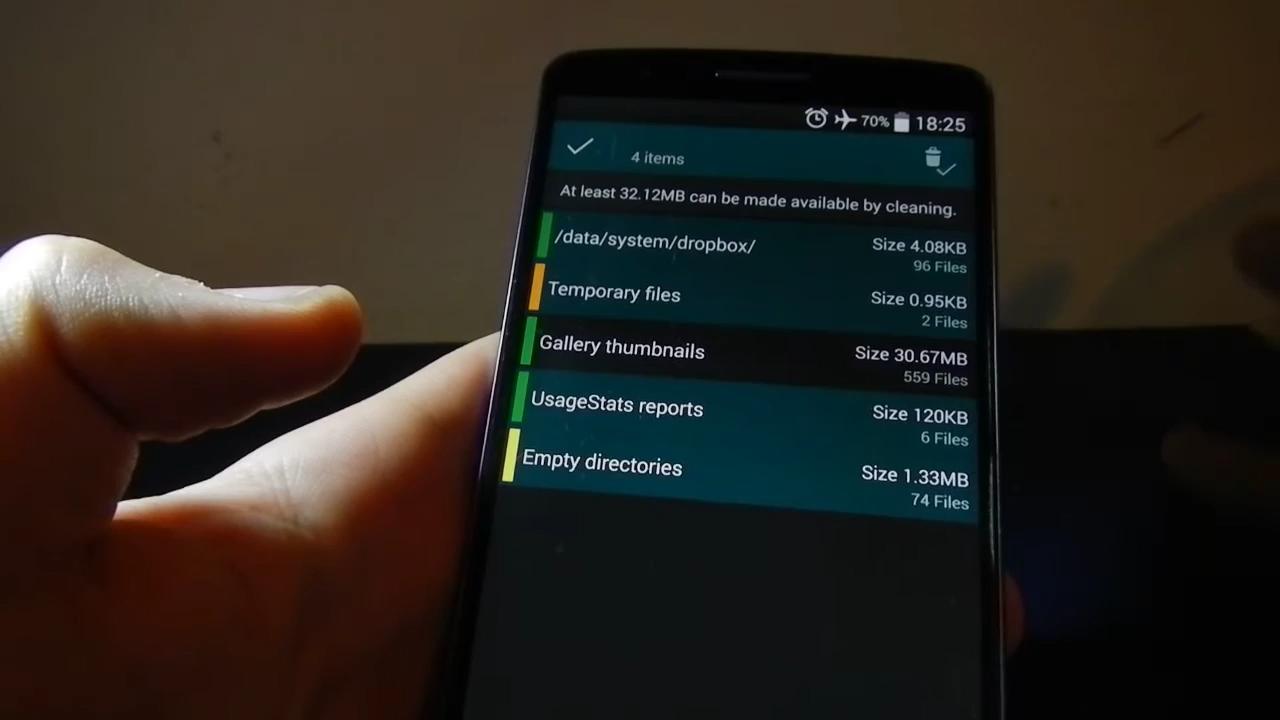 70% 18:25
4 items
At least 32.12MB can be made available by cleaning.
/data/system/dropbox/ Size 4.08KB
96 Files
Temporary files Size 0.95KB
2 Files
Gallery thumbnails Size 30.67MB
559 Files
UsageStats reports Size 120KB
6 Files
Empty directories Size 1.33MB
74 Files